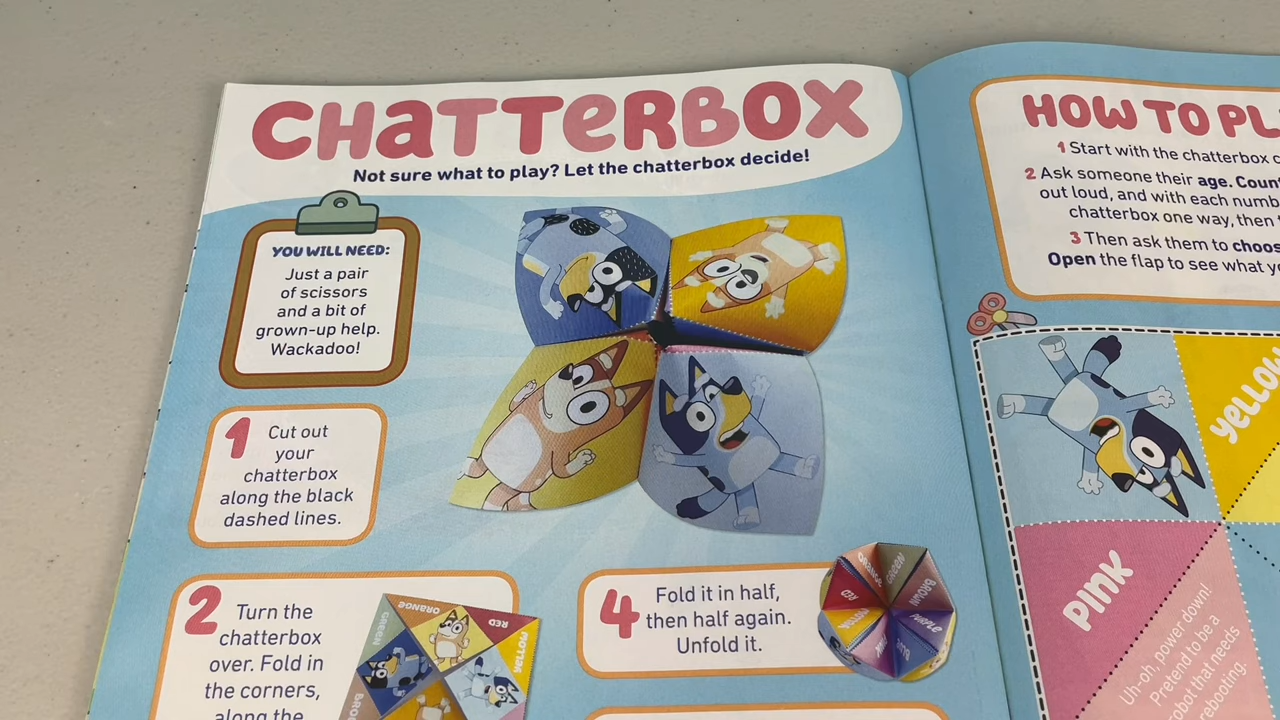 CHATTERBOX
Not sure what to play? Let the chatterbox decide!
YOU WILL NEED:
Just a pair
of scissors
and a bit of
grown-up help.
Wackadoo!
1 Cut out
your
chatterbox
along the black
dashed lines.
2 Turn the
chatterbox
over. Fold in
the corners,
along the
GREEN
ORANGE
RED
YELLOW
4 Fold it in half,
then half again.
Unfold it.
RED
ORANGE
GREEN
BROWN
PURPLE
BLUE
PINK
HOW TO
1 Start with the chatterbox
2 Ask someone their age.
out loud, and with each
chatterbox one way, then
3 Then ask them to
Open the flap to see what
YELLOW
PINK
Uh-oh, power down!
Pretend to be a
robot that needs
rebooting.